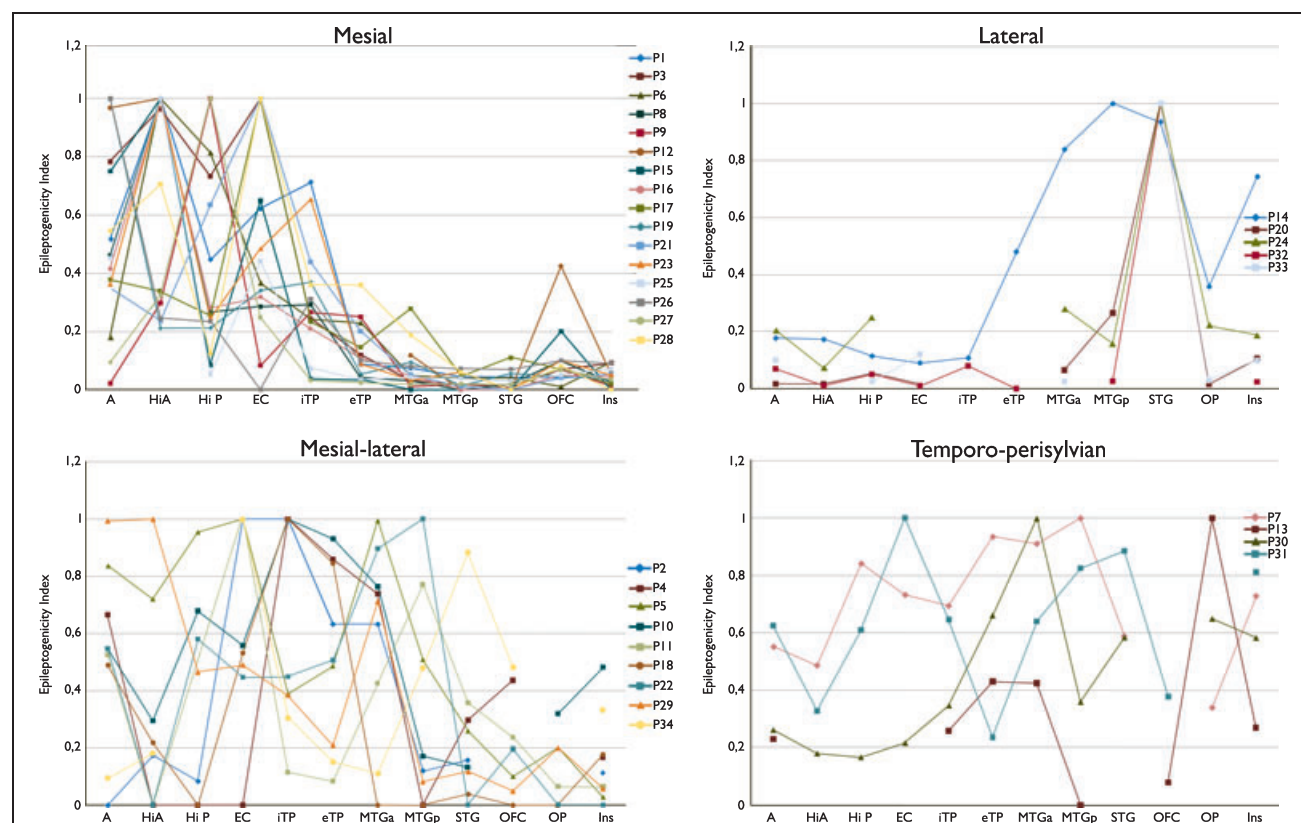 Mesial
1,2
1
0,8
0,6
0,4
0,2
0
Epileptogenicity Index
A HiA Hi P EC iTP eTP MTGa MTGp STG OFC Ins
P1
P3
P6
P8
P9
P12
P15
P16
P17
P19
P21
P23
P25
P26
P27
P28
Lateral
1,2
1
0,8
0,6
0,4
0,2
0
Epileptogenicity Index
A HiA Hi P EC iTP eTP MTGa MTGp STG OP Ins
P14
P20
P24
P32
P33
Mesial-lateral
1,2
1
0,8
0,6
0,4
0,2
0
Epileptogenicity Index
A HiA Hi P EC iTP eTP MTGa MTGp STG OFC OP Ins
P2
P4
P5
P10
P11
P18
P22
P29
P34
Temporo-perisylvian
1,2
1
0,8
0,6
0,4
0,2
0
Epileptogenicity Index
A HiA Hi P EC iTP eTP MTGa MTGp STG OFC OP Ins
P7
P13
P30
P31